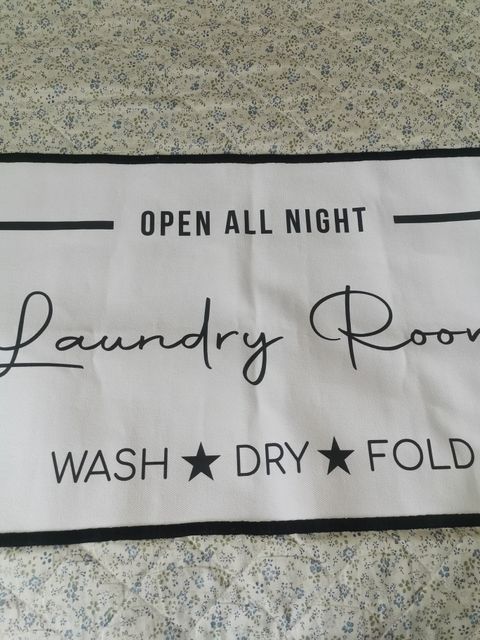 OPEN ALL NIGHT
Laundry Room
WASH ★ DRY ★ FOLD